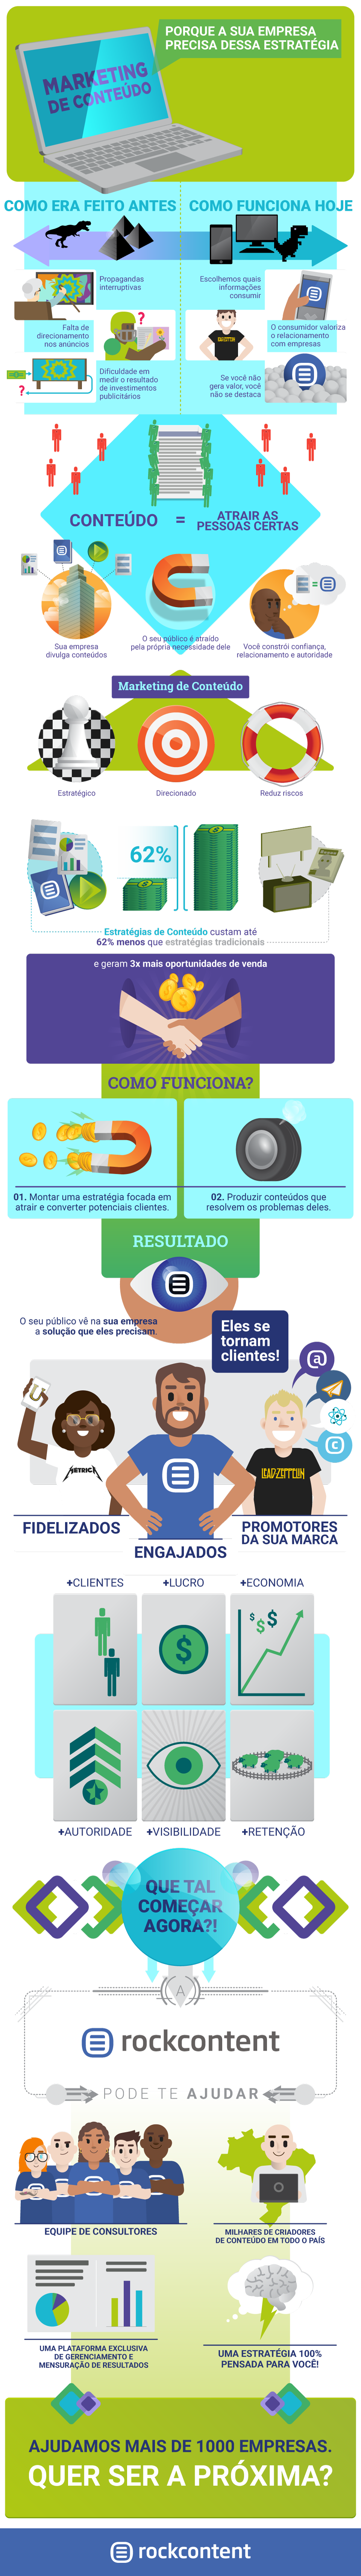 PORQUE A SUA EMPRESA
PRECISA DESSA ESTRATÉGIA
MARKETING
DE CONTEÚDO
COMO ERA FEITO ANTES
COMO FUNCIONA HOJE
Propagandas
interruptivas
Escolhemos quais
informações
consumir
Falta de
direcionamento
nos anúncios
?
O consumidor valoriza
o relacionamento
com empresas
Dificuldade em
medir o resultado
de investimentos
publicitários
?
Se você não
gera valor, você
não se destaca
CONTEÚDO = ATRAIR AS
PESSOAS CERTAS
=
Sua empresa
divulga conteúdos
O seu público é atraído
pela própria necessidade dele
Você constrói confiança,
relacionamento e autoridade
Marketing de Conteúdo
Estratégico
Direcionado
Reduz riscos
62%
Estratégias de Conteúdo custam até
62% menos que estratégias tradicionais
e geram 3x mais oportunidades de venda
COMO FUNCIONA?
01. Montar uma estratégia focada em
atrair e converter potenciais clientes.
02. Produzir conteúdos que
resolvem os problemas deles.
RESULTADO
O seu público vê na sua empresa
a solução que eles precisam.
Eles se
tornam
clientes!
@
U
C
METRICA
LEAD ZEPPELIN
FIDELIZADOS
ENGAJADOS
PROMOTORES
DA SUA MARCA
+CLIENTES
+LUCRO
+ECONOMIA
$
$ $ $
+AUTORIDADE
+VISIBILIDADE
+RETENÇÃO
QUE TAL
COMEÇAR
AGORA?!
A
rockcontent
PODE TE AJUDAR
EQUIPE DE CONSULTORES
MILHARES DE CRIADORES
DE CONTEÚDO EM TODO O PAÍS
UMA PLATAFORMA EXCLUSIVA
DE GERENCIAMENTO E
MENSURAÇÃO DE RESULTADOS
UMA ESTRATÉGIA 100%
PENSADA PARA VOCÊ!
AJUDAMOS MAIS DE 1000 EMPRESAS.
QUER SER A PRÓXIMA?
rockcontent